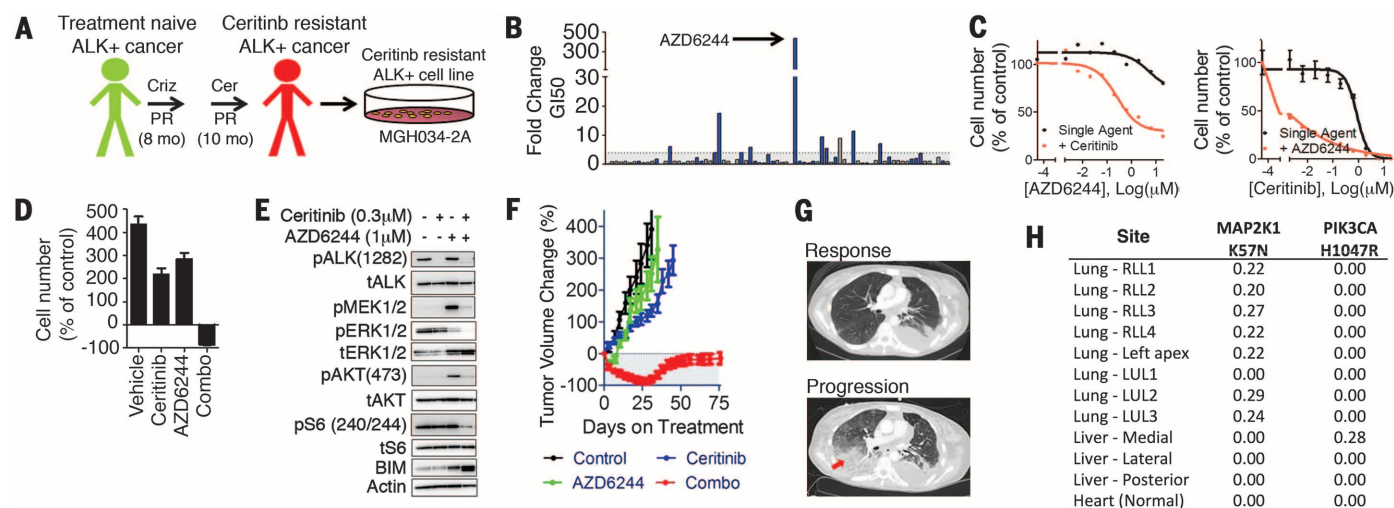 A
Treatment naive
ALK+ cancer
Ceritinb resistant
ALK+ cancer
Criz
PR
(8 mo)
Cer
PR
(10 mo)
Ceritinb resistant
ALK+ cell line
MGH034-2A
B
Fold Change
GI50
500
300
30
20
10
0
AZD6244
C
Cell number
(% of control)
100
50
0
Single Agent
+ Ceritinib
-4 -2 -1 0 1
[AZD6244], Log(μM)
Cell number
(% of control)
100
50
0
Single Agent
+ AZD6244
-4 -2 -1 0 1
[Ceritinib], Log(μM)
D
Cell number
(% of control)
500
400
300
200
100
0
-100
Vehicle
Ceritinib
AZD6244
Combo
E
Ceritinib (0.3μM) - + - +
AZD6244 (1μM) - - + +
pALK(1282)
tALK
pMEK1/2
pERK1/2
tERK1/2
pAKT(473)
tAKT
pS6 (240/244)
tS6
BIM
Actin
F
Tumor Volume Change (%)
400
300
200
100
0
-100
0 25 50 75
Days on Treatment
Control
Ceritinib
AZD6244
Combo
G
Response
Progression
H
Site MAP2K1 K57N PIK3CA H1047R
Lung - RLL1 0.22 0.00
Lung - RLL2 0.20 0.00
Lung - RLL3 0.27 0.00
Lung - RLL4 0.22 0.00
Lung - Left apex 0.22 0.00
Lung - LUL1 0.00 0.00
Lung - LUL2 0.29 0.00
Lung - LUL3 0.24 0.00
Liver - Medial 0.00 0.28
Liver - Lateral 0.00 0.00
Liver - Posterior 0.00 0.00
Heart (Normal) 0.00 0.00